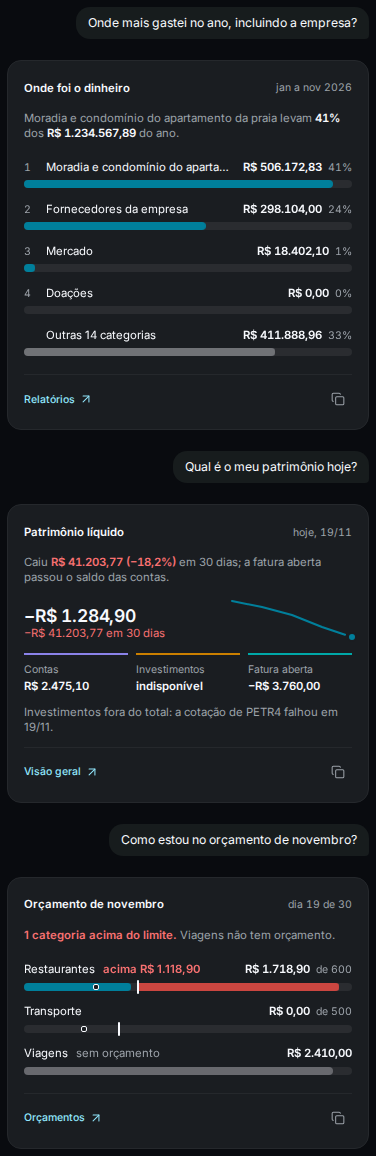 Onde mais gastei no ano, incluindo a empresa?
Onde foi o dinheiro jan a nov 2026
Moradia e condomínio do apartamento da praia levam 41%
dos R$ 1.234.567,89 do ano.
1 Moradia e condomínio do aparta... R$ 506.172,83 41%
2 Fornecedores da empresa R$ 298.104,00 24%
3 Mercado R$ 18.402,10 1%
4 Doações R$ 0,00 0%
Outras 14 categorias R$ 411.888,96 33%
Relatórios
Qual é o meu patrimônio hoje?
Patrimônio líquido hoje, 19/11
Caiu R$ 41.203,77 (−18,2%) em 30 dias; a fatura aberta
passou o saldo das contas.
−R$ 1.284,90
−R$ 41.203,77 em 30 dias
Contas Investimentos Fatura aberta
R$ 2.475,10 indisponível −R$ 3.760,00
Investimentos fora do total: a cotação de PETR4 falhou em
19/11.
Visão geral
Como estou no orçamento de novembro?
Orçamento de novembro dia 19 de 30
1 categoria acima do limite. Viagens não tem orçamento.
Restaurantes acima R$ 1.118,90 R$ 1.718,90 de 600
Transporte R$ 0,00 de 500
Viagens sem orçamento R$ 2.410,00
Orçamentos